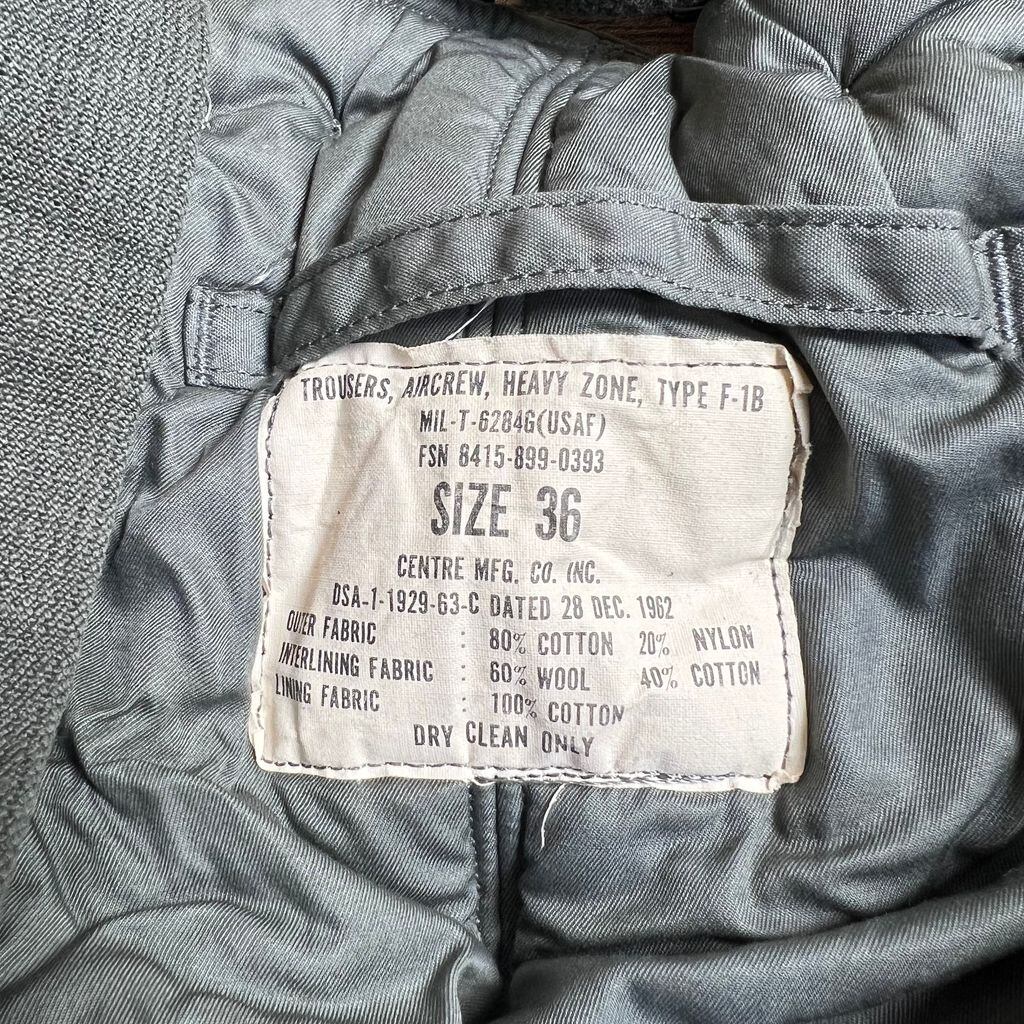 TROUSERS, AIRCREW, HEAVY ZONE, TYPE F-1B
MIL-T-6284G(USAF)
FSN 8415-899-0393
SIZE 36
CENTRE MFG. CO. INC.
DSA-1-1929-63-C DATED 28 DEC. 1962
OUTER FABRIC : 80% COTTON 20% NYLON
INTERLINING FABRIC : 60% WOOL 40% COTTON
LINING FABRIC : 100% COTTON
DRY CLEAN ONLY